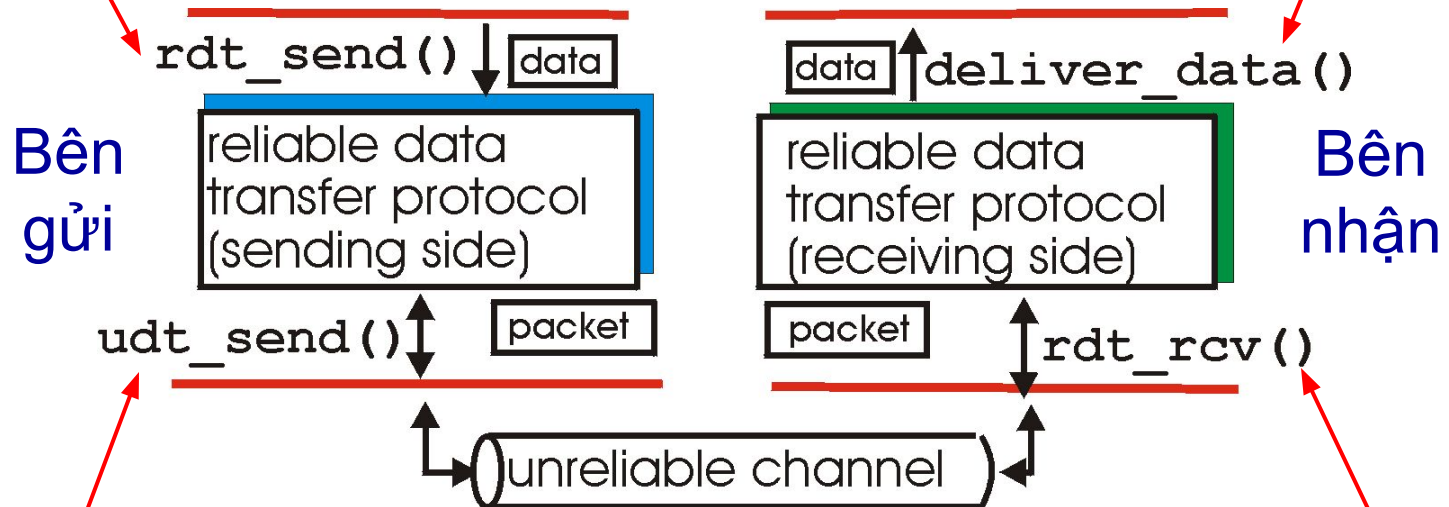 rdt_send()
data
data
deliver_data()
Bên
gửi
reliable data
transfer protocol
(sending side)
reliable data
transfer protocol
(receiving side)
Bên
nhận
udt_send()
packet
packet
rdt_rcv()
unreliable channel